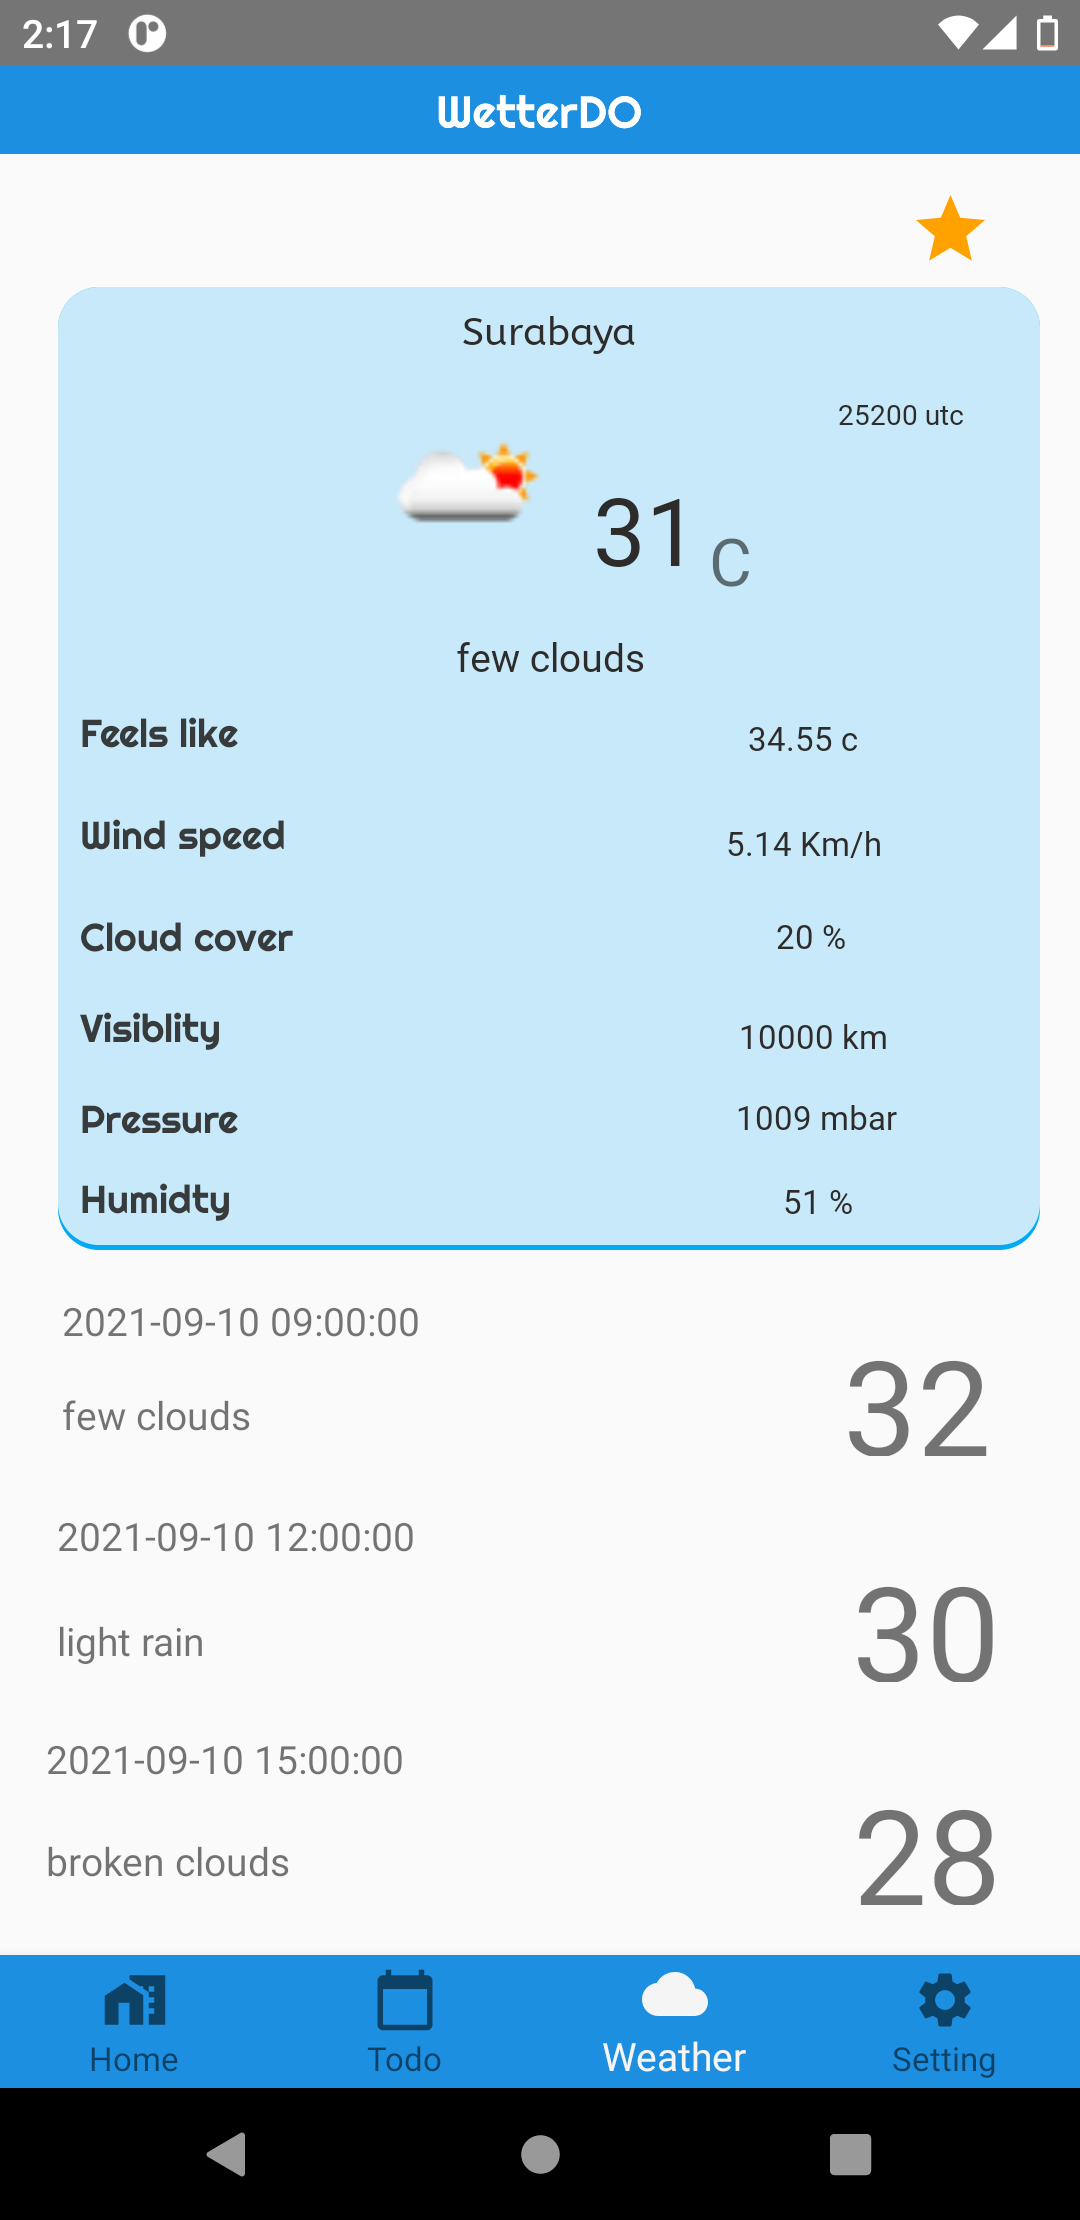 2:17
WetterDO
Surabaya
25200 utc
31 C
few clouds
Feels like 34.55 c
Wind speed 5.14 Km/h
Cloud cover 20 %
Visiblity 10000 km
Pressure 1009 mbar
Humidty 51 %
2021-09-10 09:00:00
32
few clouds
2021-09-10 12:00:00
30
light rain
2021-09-10 15:00:00
28
broken clouds
Home Todo Weather Setting